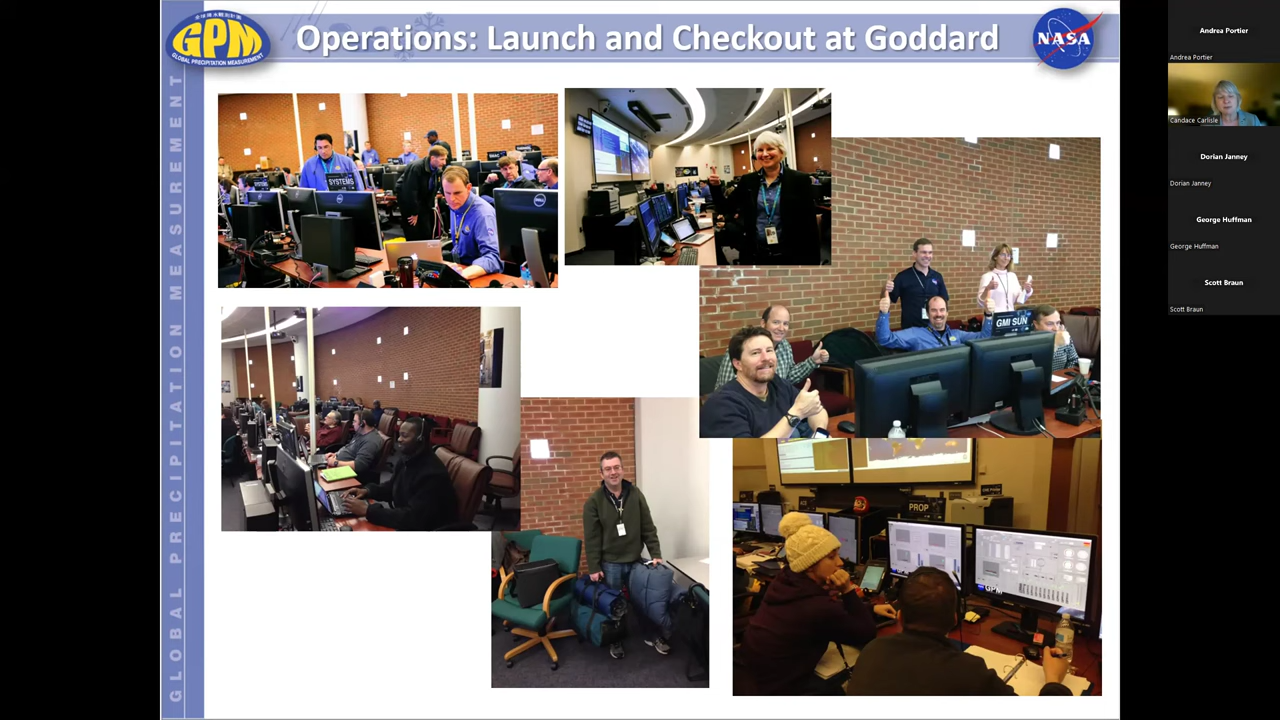 GPM
GLOBAL PRECIPITATION MEASUREMENT
Operations: Launch and Checkout at Goddard
NASA
GLOBAL PRECIPITATION MEASUREMENT
SYSTEMS
GMI SUN
PROP
GPM
Andrea Portier
Andrea Portier
Candace Carlisle
Dorian Janney
Dorian Janney
George Huffman
George Huffman
Scott Braun
Scott Braun